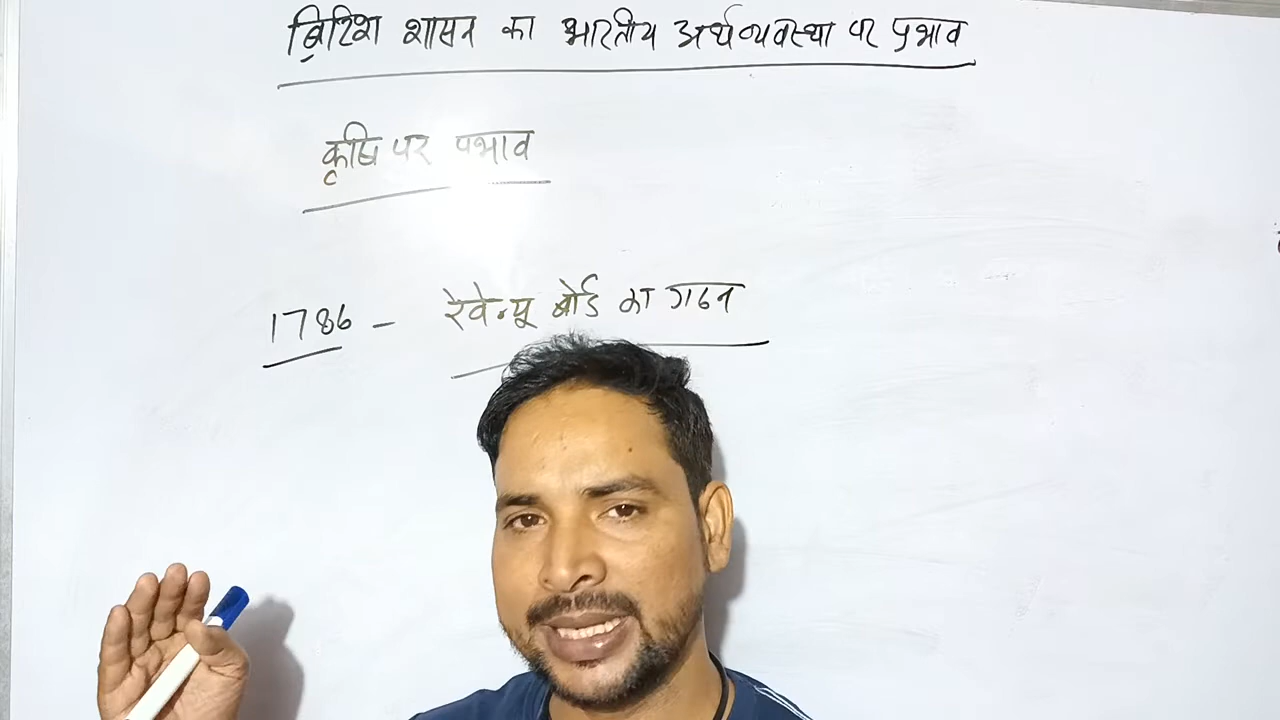 ब्रिटिश शासन का भारतीय अर्थव्यवस्था पर प्रभाव
कृषि पर प्रभाव
1786 - रेवेन्यू बोर्ड का गठन